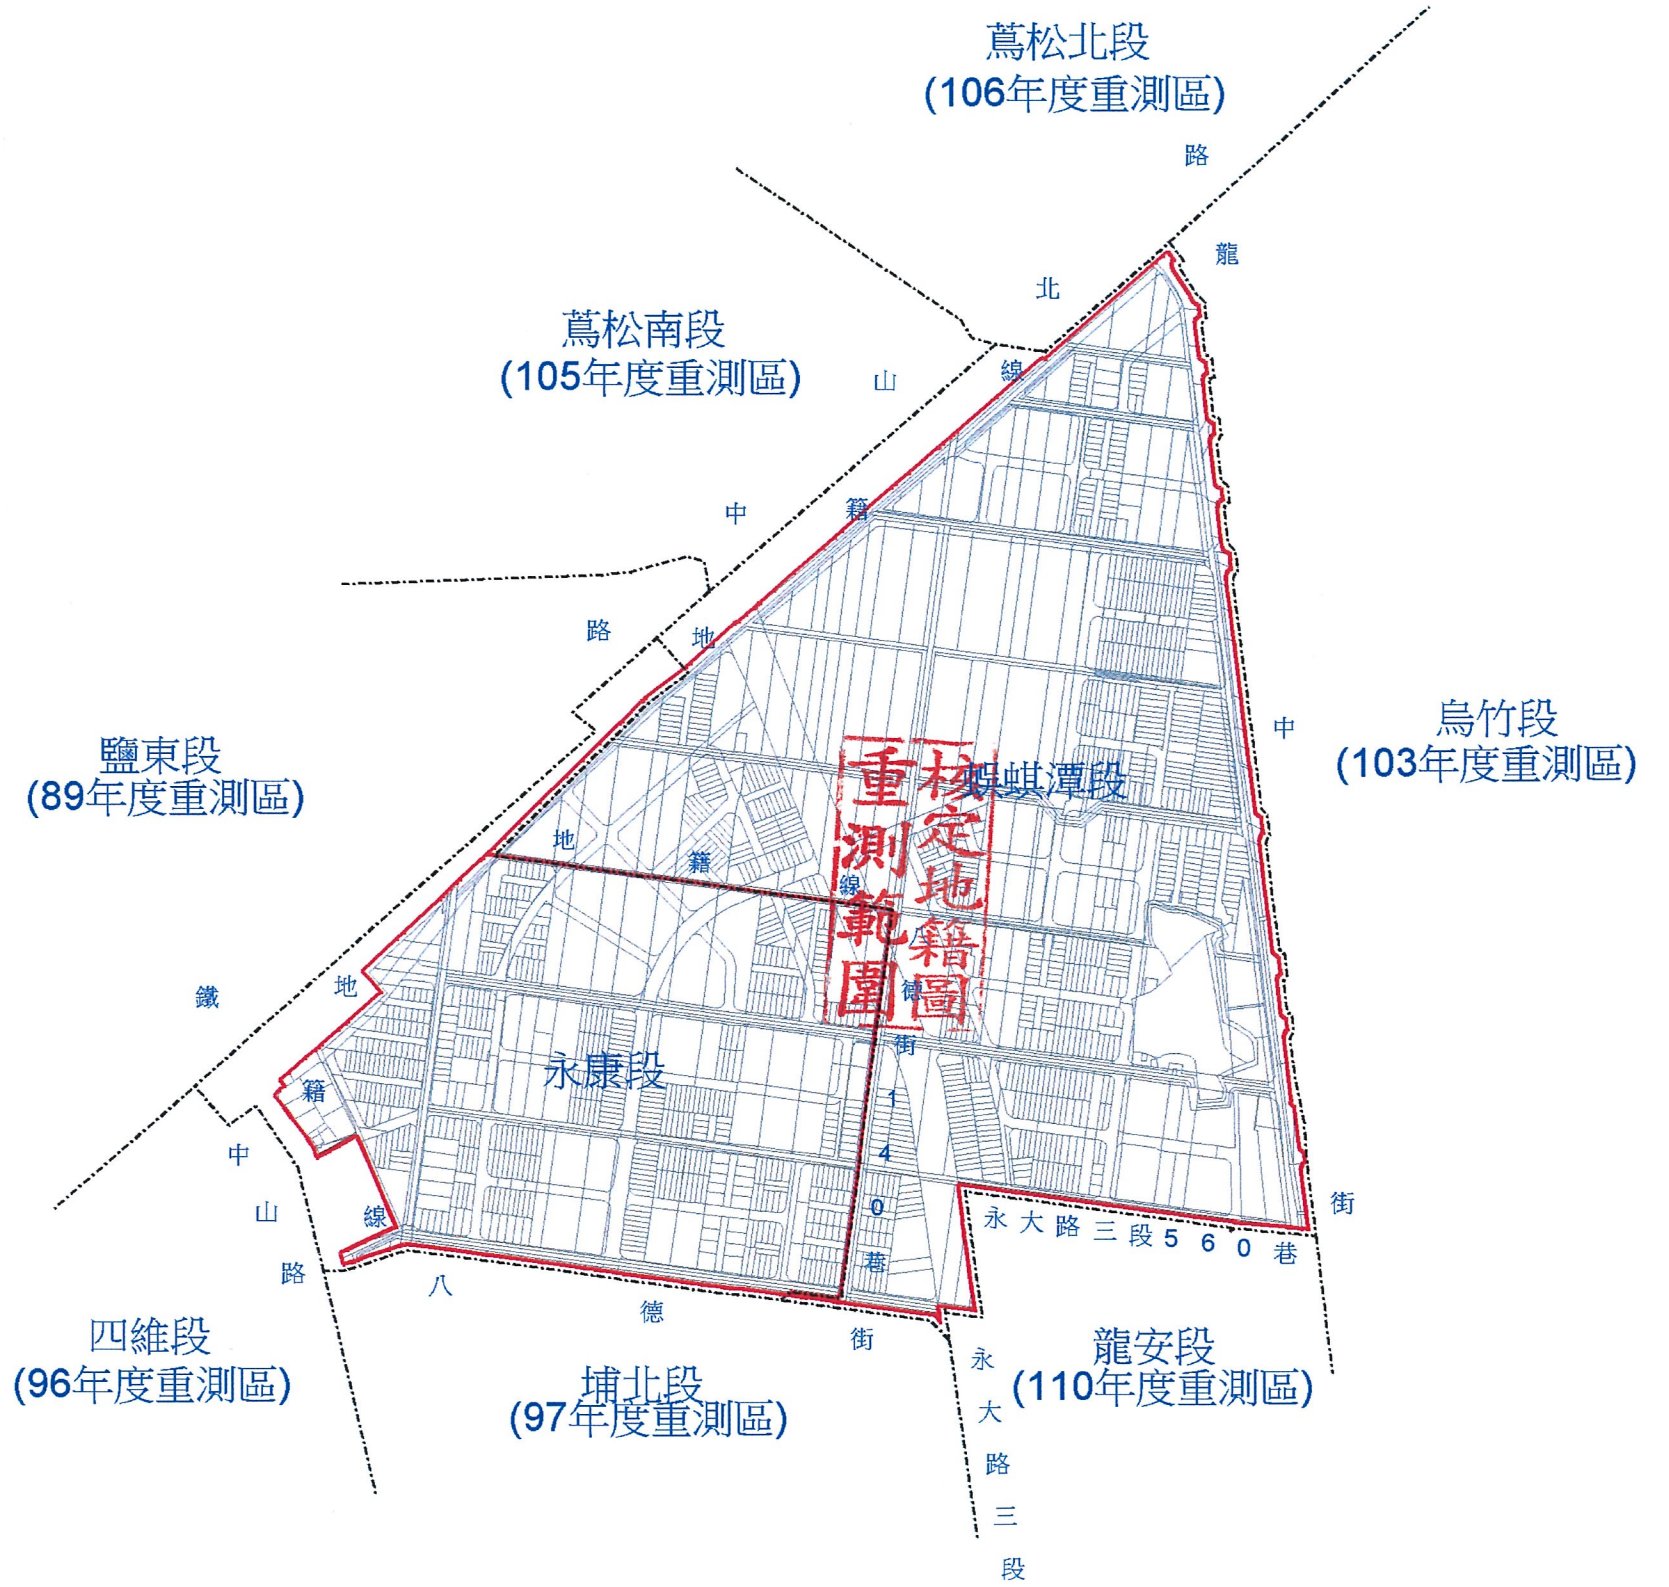 蔦松北段
(106年度重測區)
蔦松南段
(105年度重測區)
中山北路
龍中街
地籍線
鹽東段
(89年度重測區)
烏竹段
(103年度重測區)
蜈蜞潭段
核定地籍圖
重測範圍
地籍線
八德街140巷
永康段
鐵路
地籍線
中山路
永大路三段560巷
八德街
四維段
(96年度重測區)
埔北段
(97年度重測區)
龍安段
(110年度重測區)
永大路三段